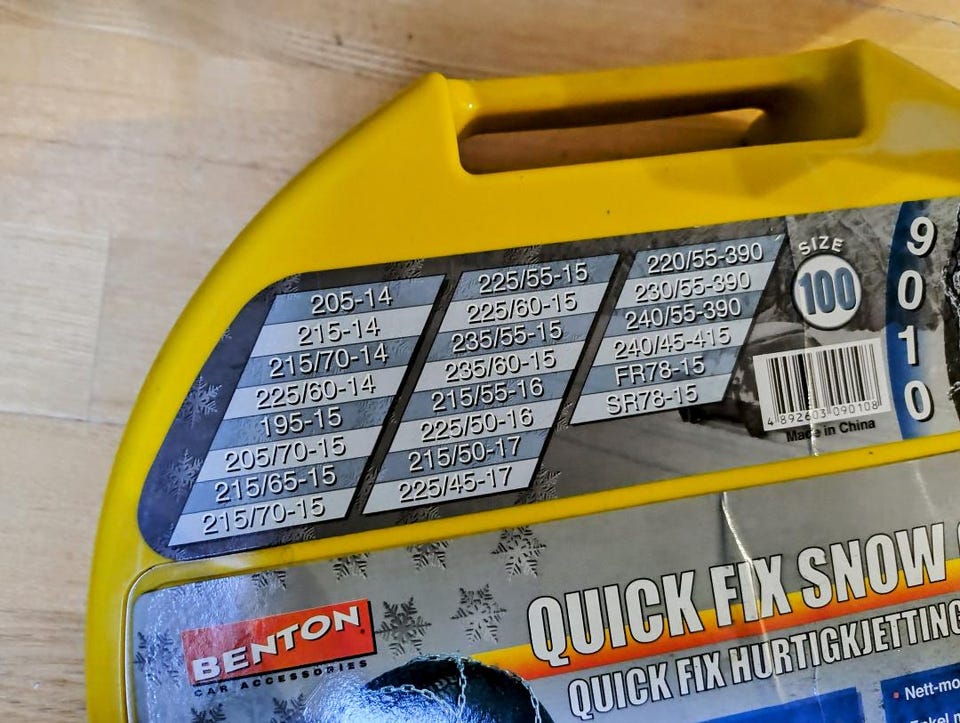 205-14
215-14
215/70-14
225/60-14
195-15
205/70-15
215/65-15
215/70-15
225/55-15
225/60-15
235/55-15
235/60-15
215/55-16
225/50-16
215/50-17
225/45-17
220/55-390
230/55-390
240/55-390
240/45-415
FR78-15
SR78-15
SIZE
100
4 892603 090108
Made in China
9010
BENTON
CAR ACCESSORIES
QUICK FIX SNOW
QUICK FIX HURTIGKJETTING
• Nett-mo